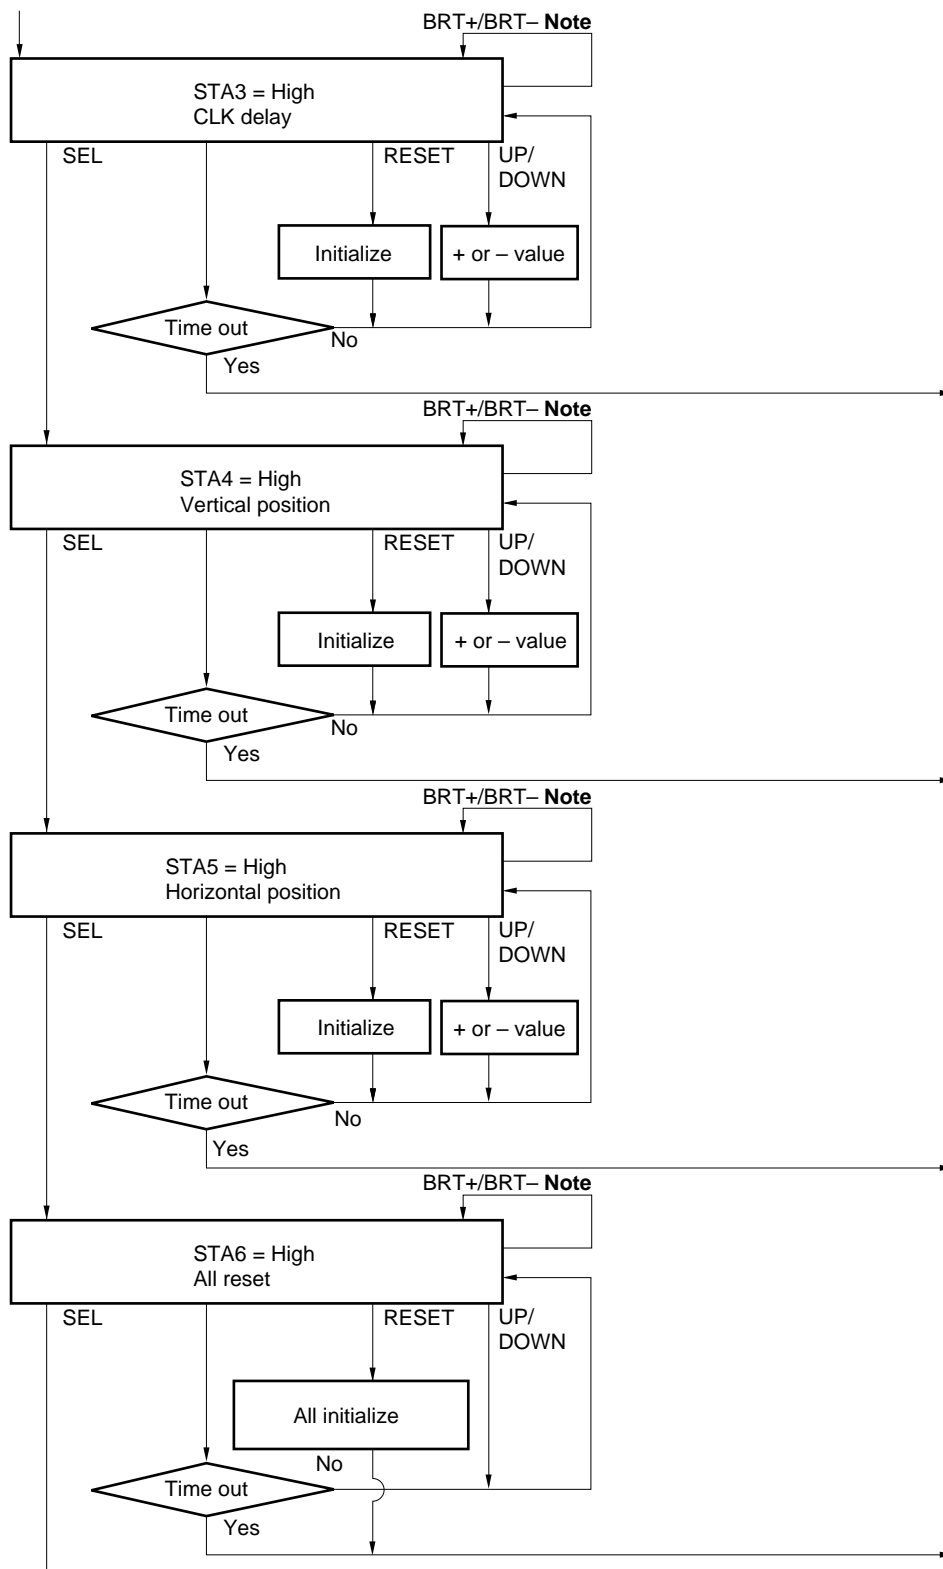 BRT+/BRT– Note
STA3 = High
CLK delay
SEL
RESET
UP/
DOWN
Initialize
+ or – value
Time out
No
Yes
BRT+/BRT– Note
STA4 = High
Vertical position
SEL
RESET
UP/
DOWN
Initialize
+ or – value
Time out
No
Yes
BRT+/BRT– Note
STA5 = High
Horizontal position
SEL
RESET
UP/
DOWN
Initialize
+ or – value
Time out
No
Yes
BRT+/BRT– Note
STA6 = High
All reset
SEL
RESET
UP/
DOWN
All initialize
No
Time out
Yes